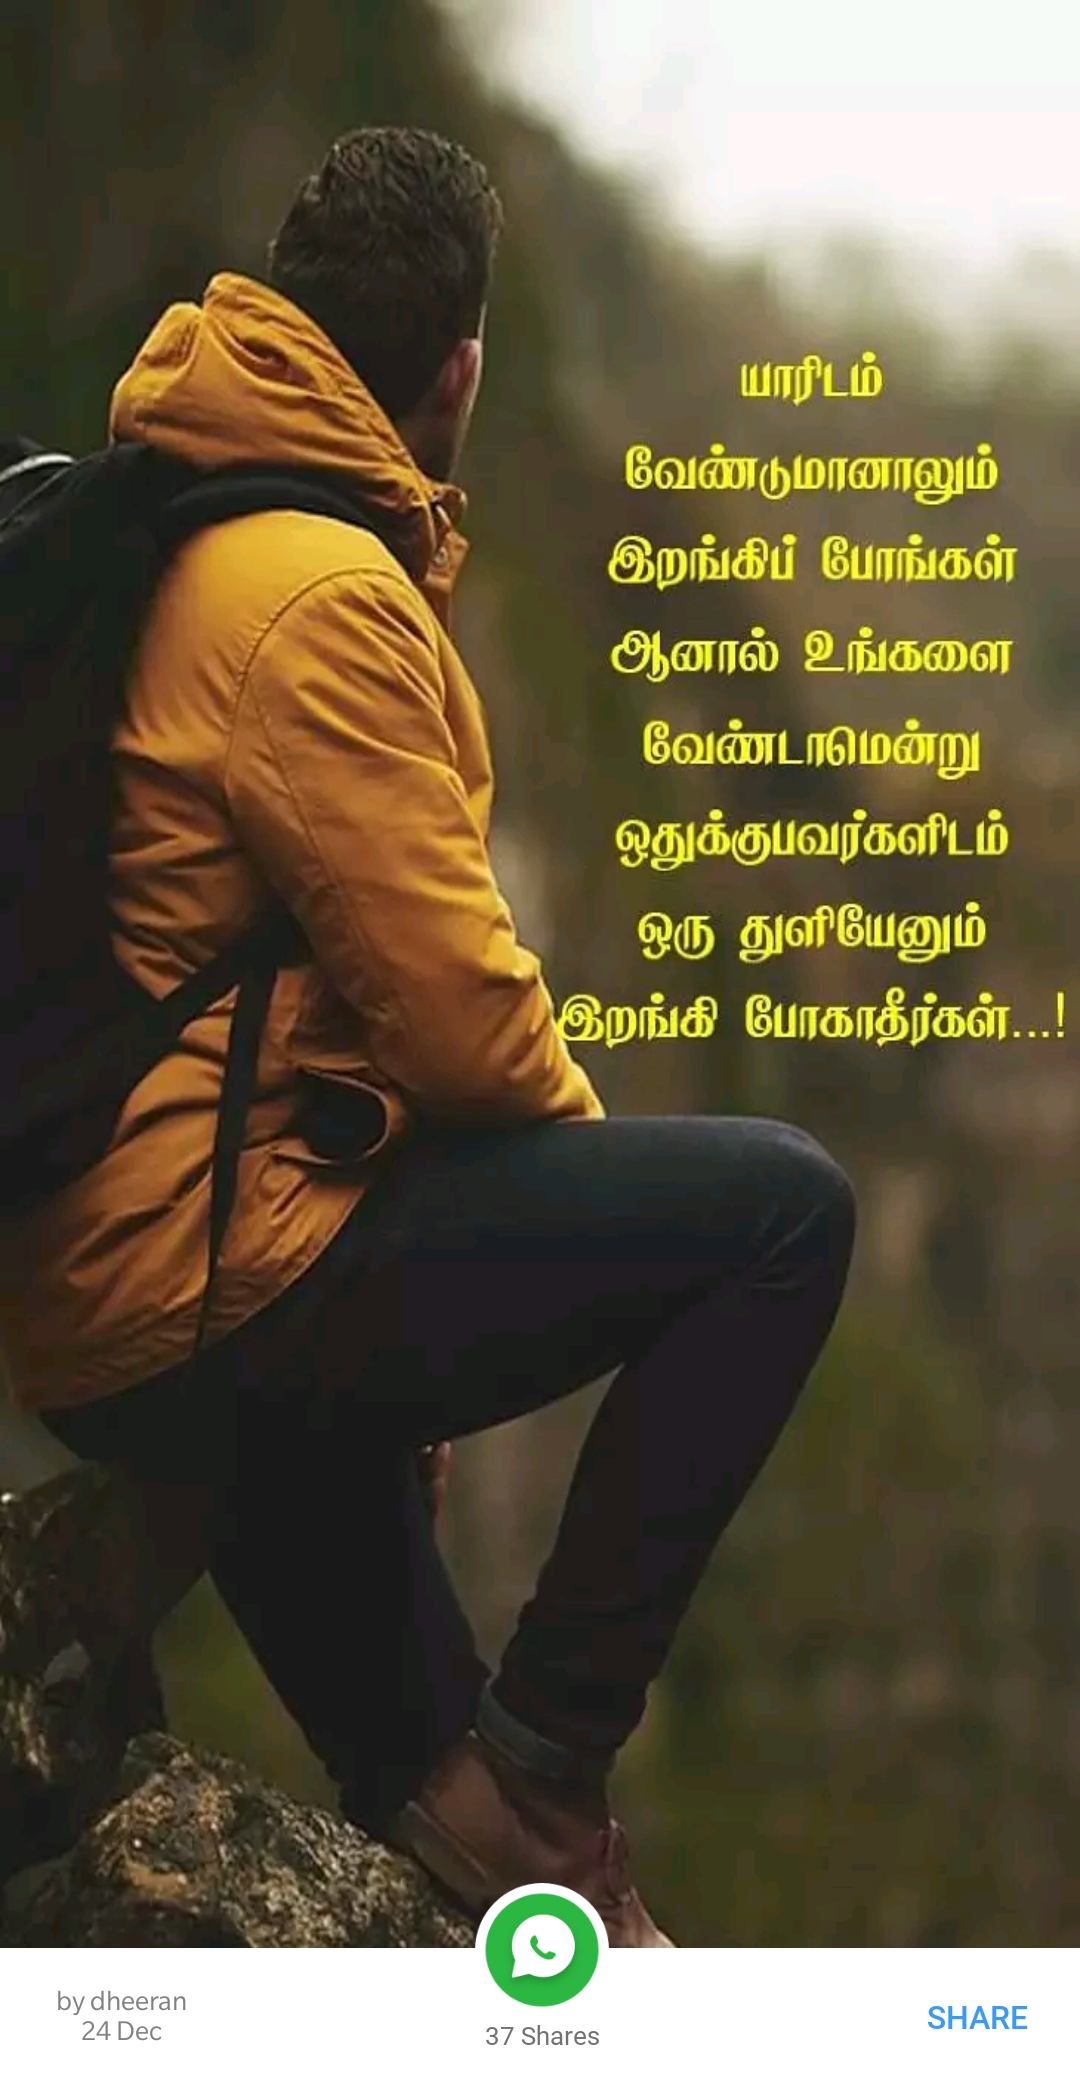 யாரிடம்
வேண்டுமானாலும்
இறங்கிப் போங்கள்
ஆனால் உங்களை
வேண்டாமென்று
ஒதுக்குபவர்களிடம்
ஒரு துளியேனும்
இறங்கி போகாதீர்கள்...!
by dheeran
24 Dec
37 Shares
SHARE